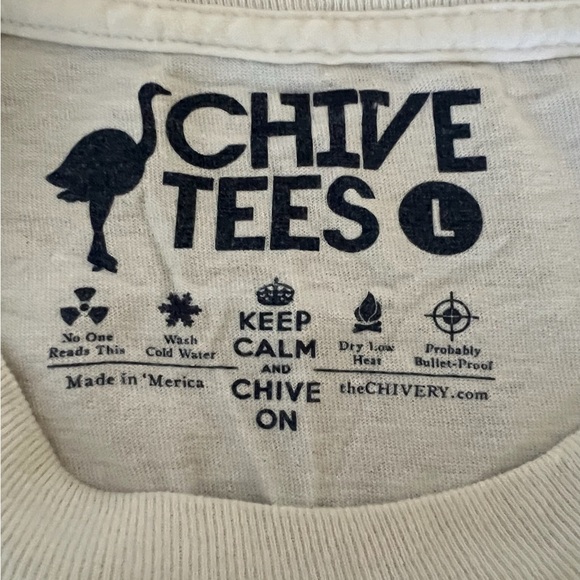 CHIVE
TEES L
No One
Reads This
Wash
Cold Water
KEEP
CALM
AND
CHIVE
ON
Dry Low
Heat
Probably
Bullet-Proof
Made in 'Merica
theCHIVERY.com